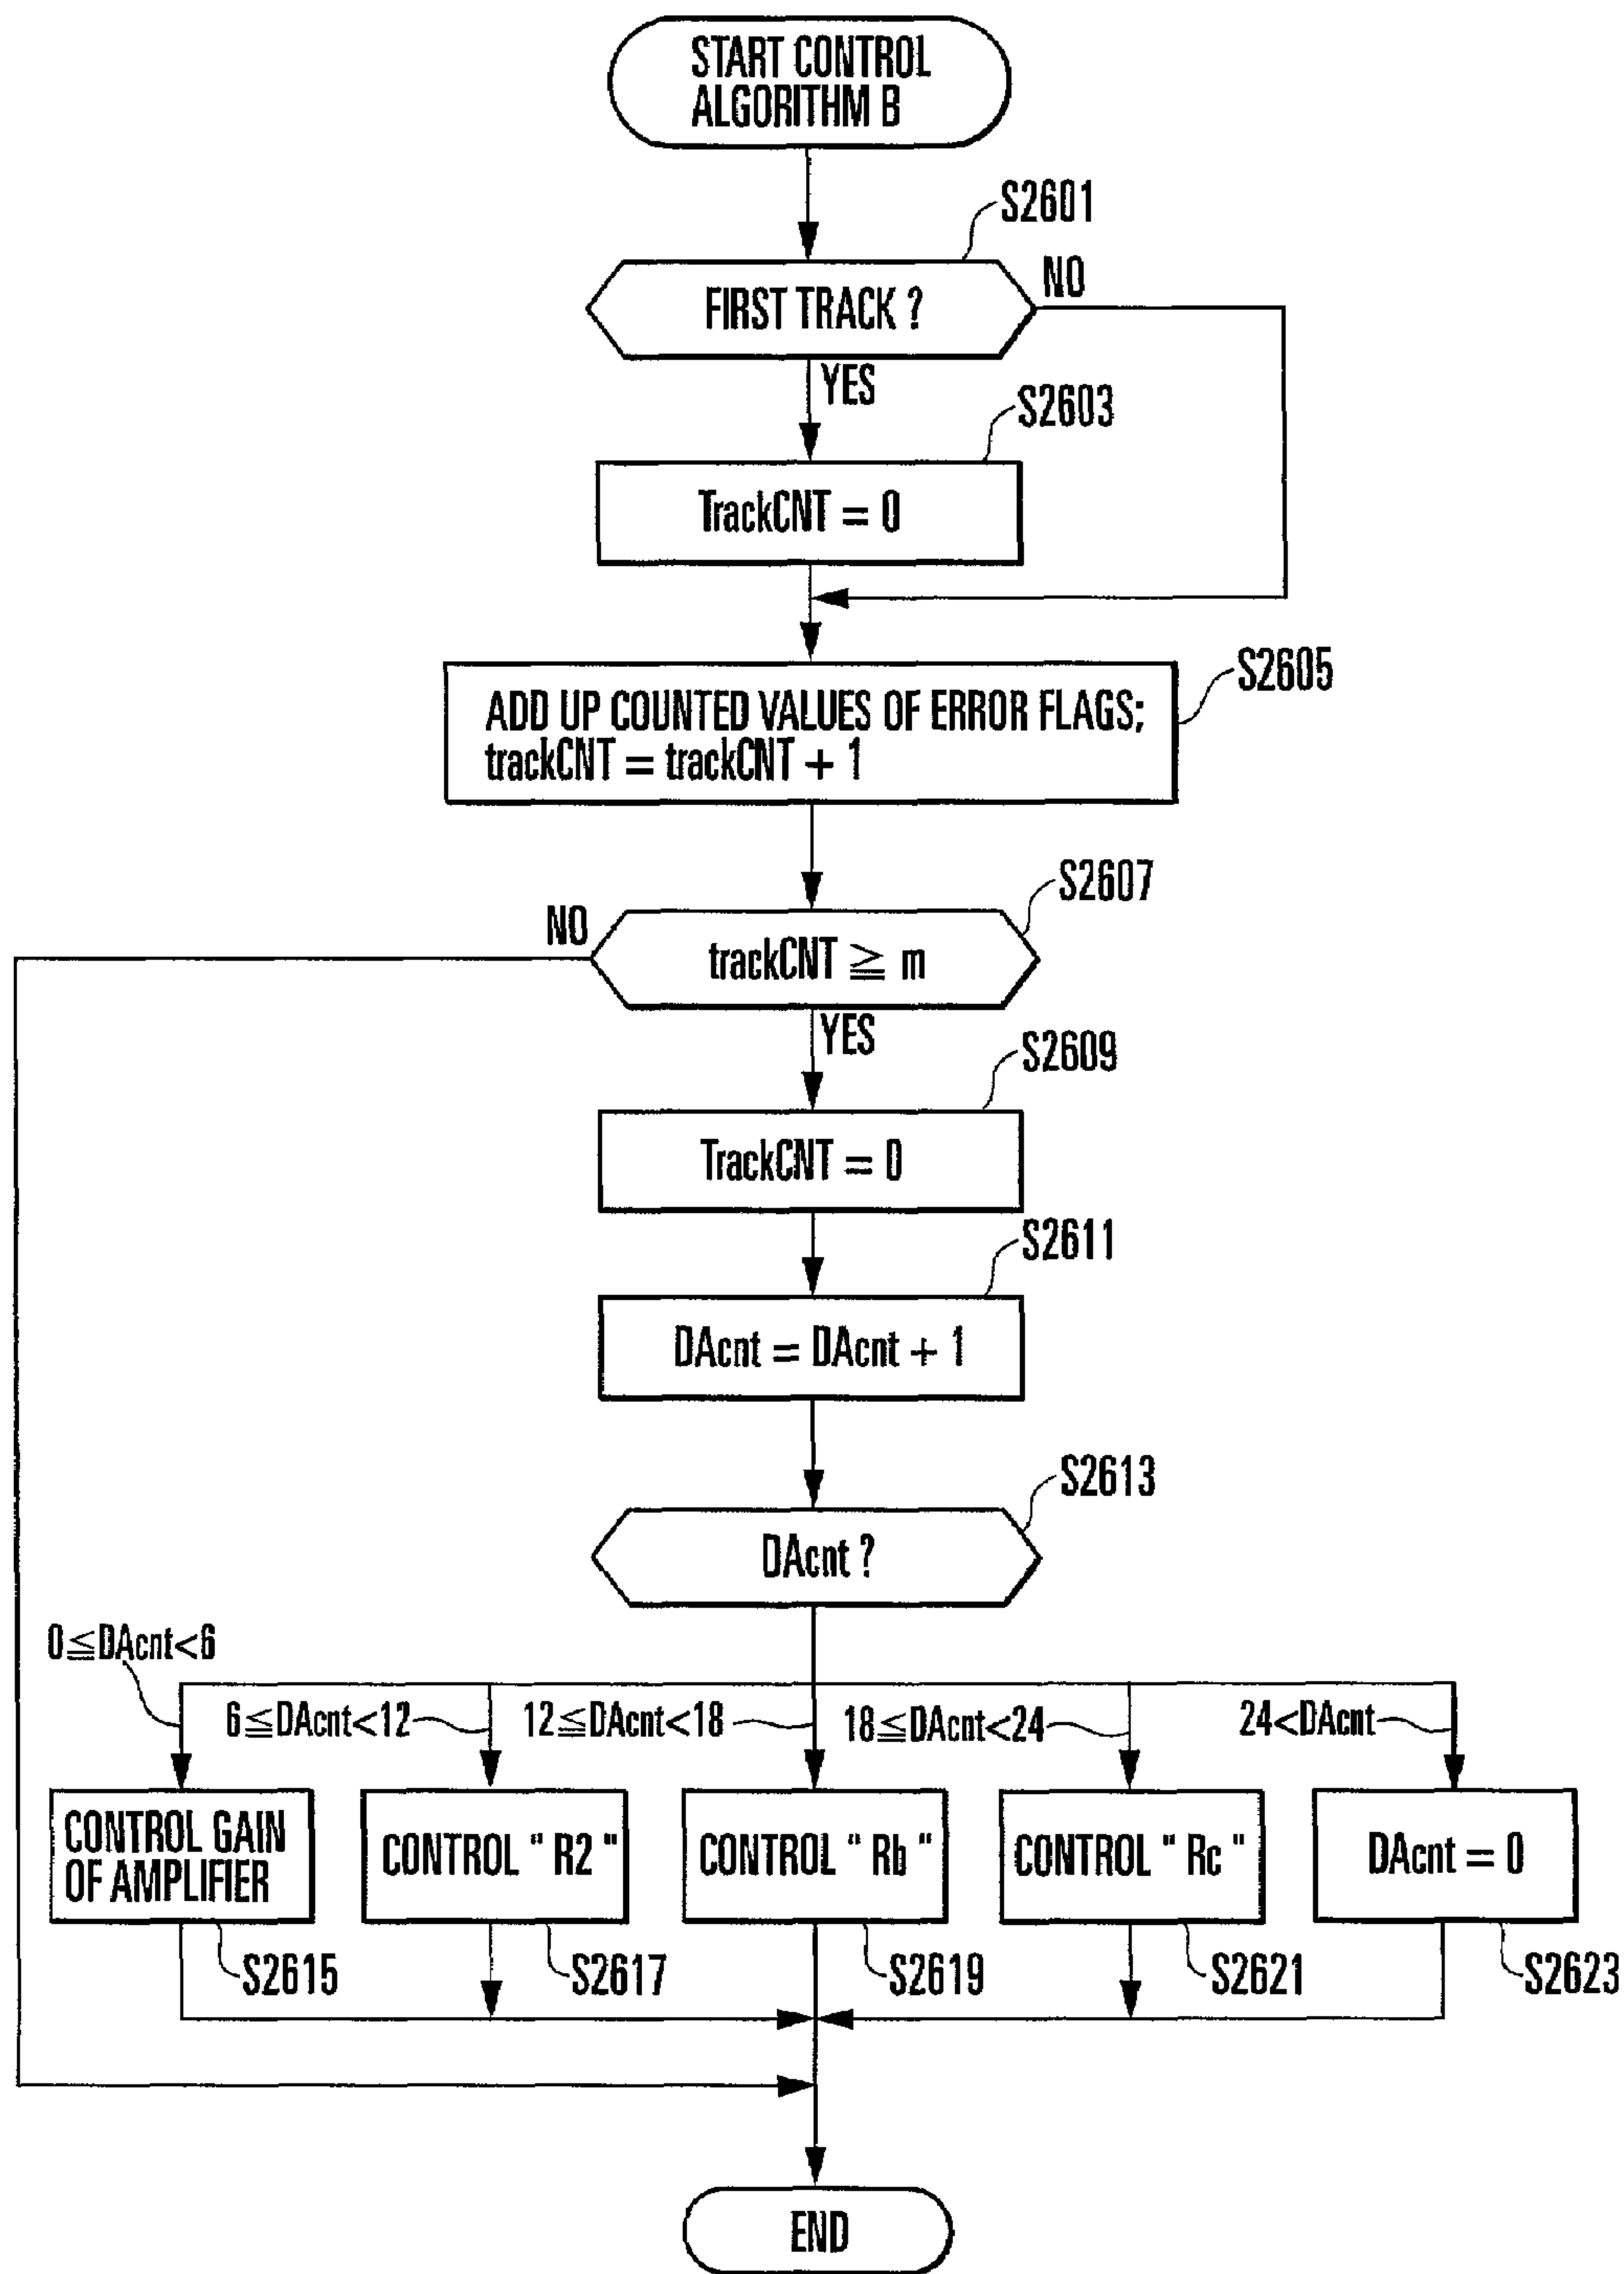 START CONTROL
ALGORITHM B
S2601
FIRST TRACK ?
NO
YES
S2603
TrackCNT = 0
S2605
ADD UP COUNTED VALUES OF ERROR FLAGS;
trackCNT = trackCNT + 1
S2607
NO
trackCNT ≧ m
YES
S2609
TrackCNT = 0
S2611
DAcnt = DAcnt + 1
S2613
DAcnt ?
0≦DAcnt<6
6≦DAcnt<12
12≦DAcnt<18
18≦DAcnt<24
24<DAcnt
CONTROL GAIN
OF AMPLIFIER
CONTROL " R2 "
CONTROL " Rb "
CONTROL " Rc "
DAcnt = 0
S2615
S2617
S2619
S2621
S2623
END